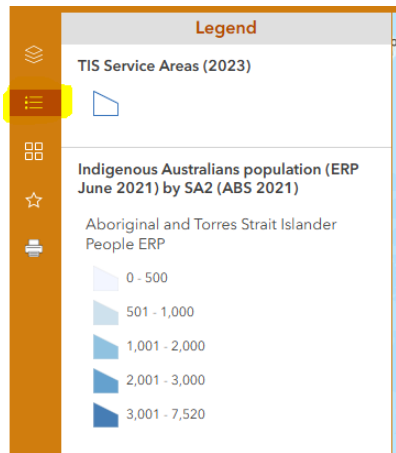 Legend
TIS Service Areas (2023)
Indigenous Australians population (ERP
June 2021) by SA2 (ABS 2021)
Aboriginal and Torres Strait Islander
People ERP
0 - 500
501 - 1,000
1,001 - 2,000
2,001 - 3,000
3,001 - 7,520